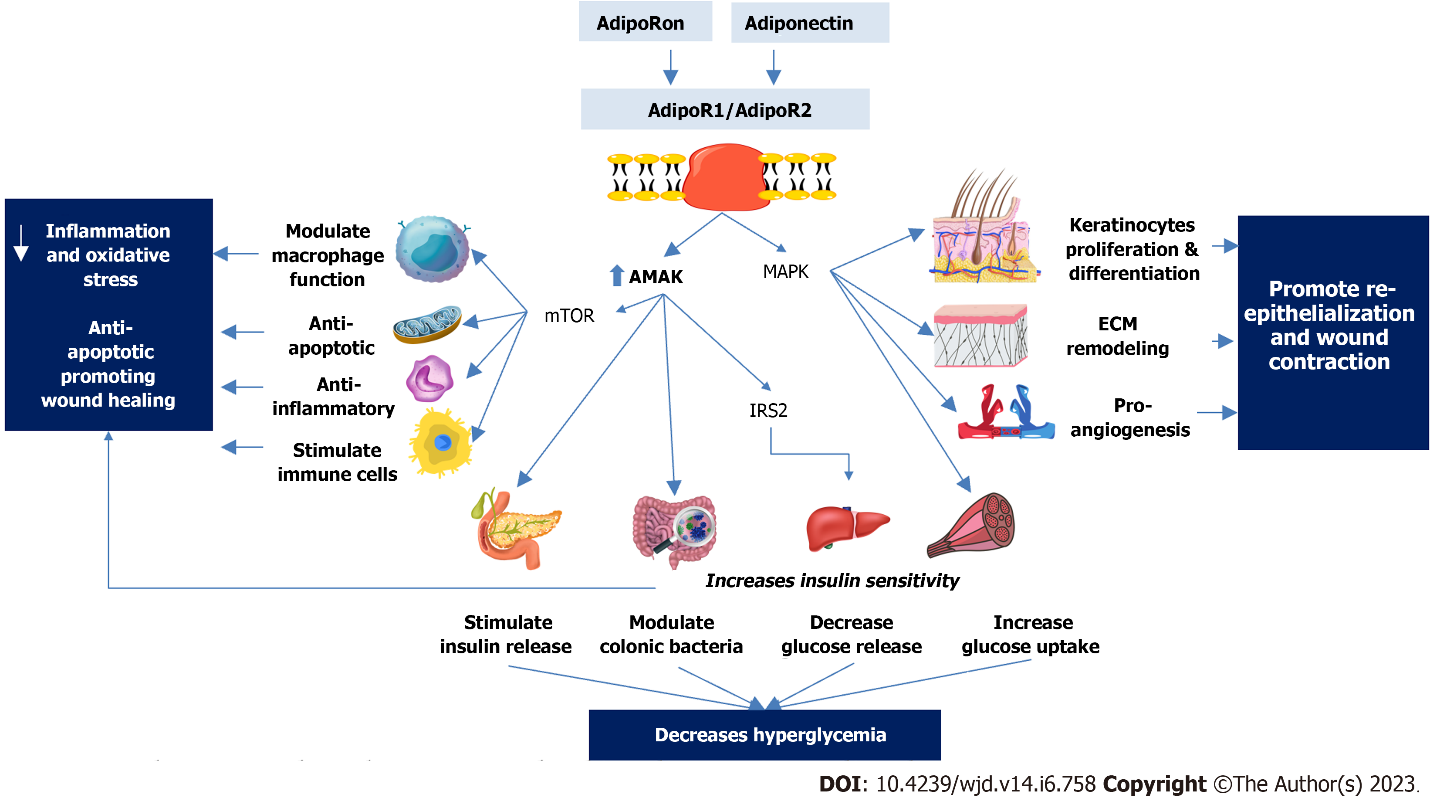 AdipoRon
Adiponectin
AdipoR1/AdipoR2
Inflammation
and oxidative
stress
Anti-
apoptotic
promoting
wound healing
Modulate
macrophage
function
Anti-
apoptotic
Anti-
inflammatory
Stimulate
immune cells
mTOR
AMAK
MAPK
IRS2
Keratinocytes
proliferation &
differentiation
ECM
remodeling
Pro-
angiogenesis
Promote re-
epithelialization
and wound
contraction
Increases insulin sensitivity
Stimulate
insulin release
Modulate
colonic bacteria
Decrease
glucose release
Increase
glucose uptake
Decreases hyperglycemia
DOI: 10.4239/wjd.v14.i6.758 Copyright ©The Author(s) 2023.